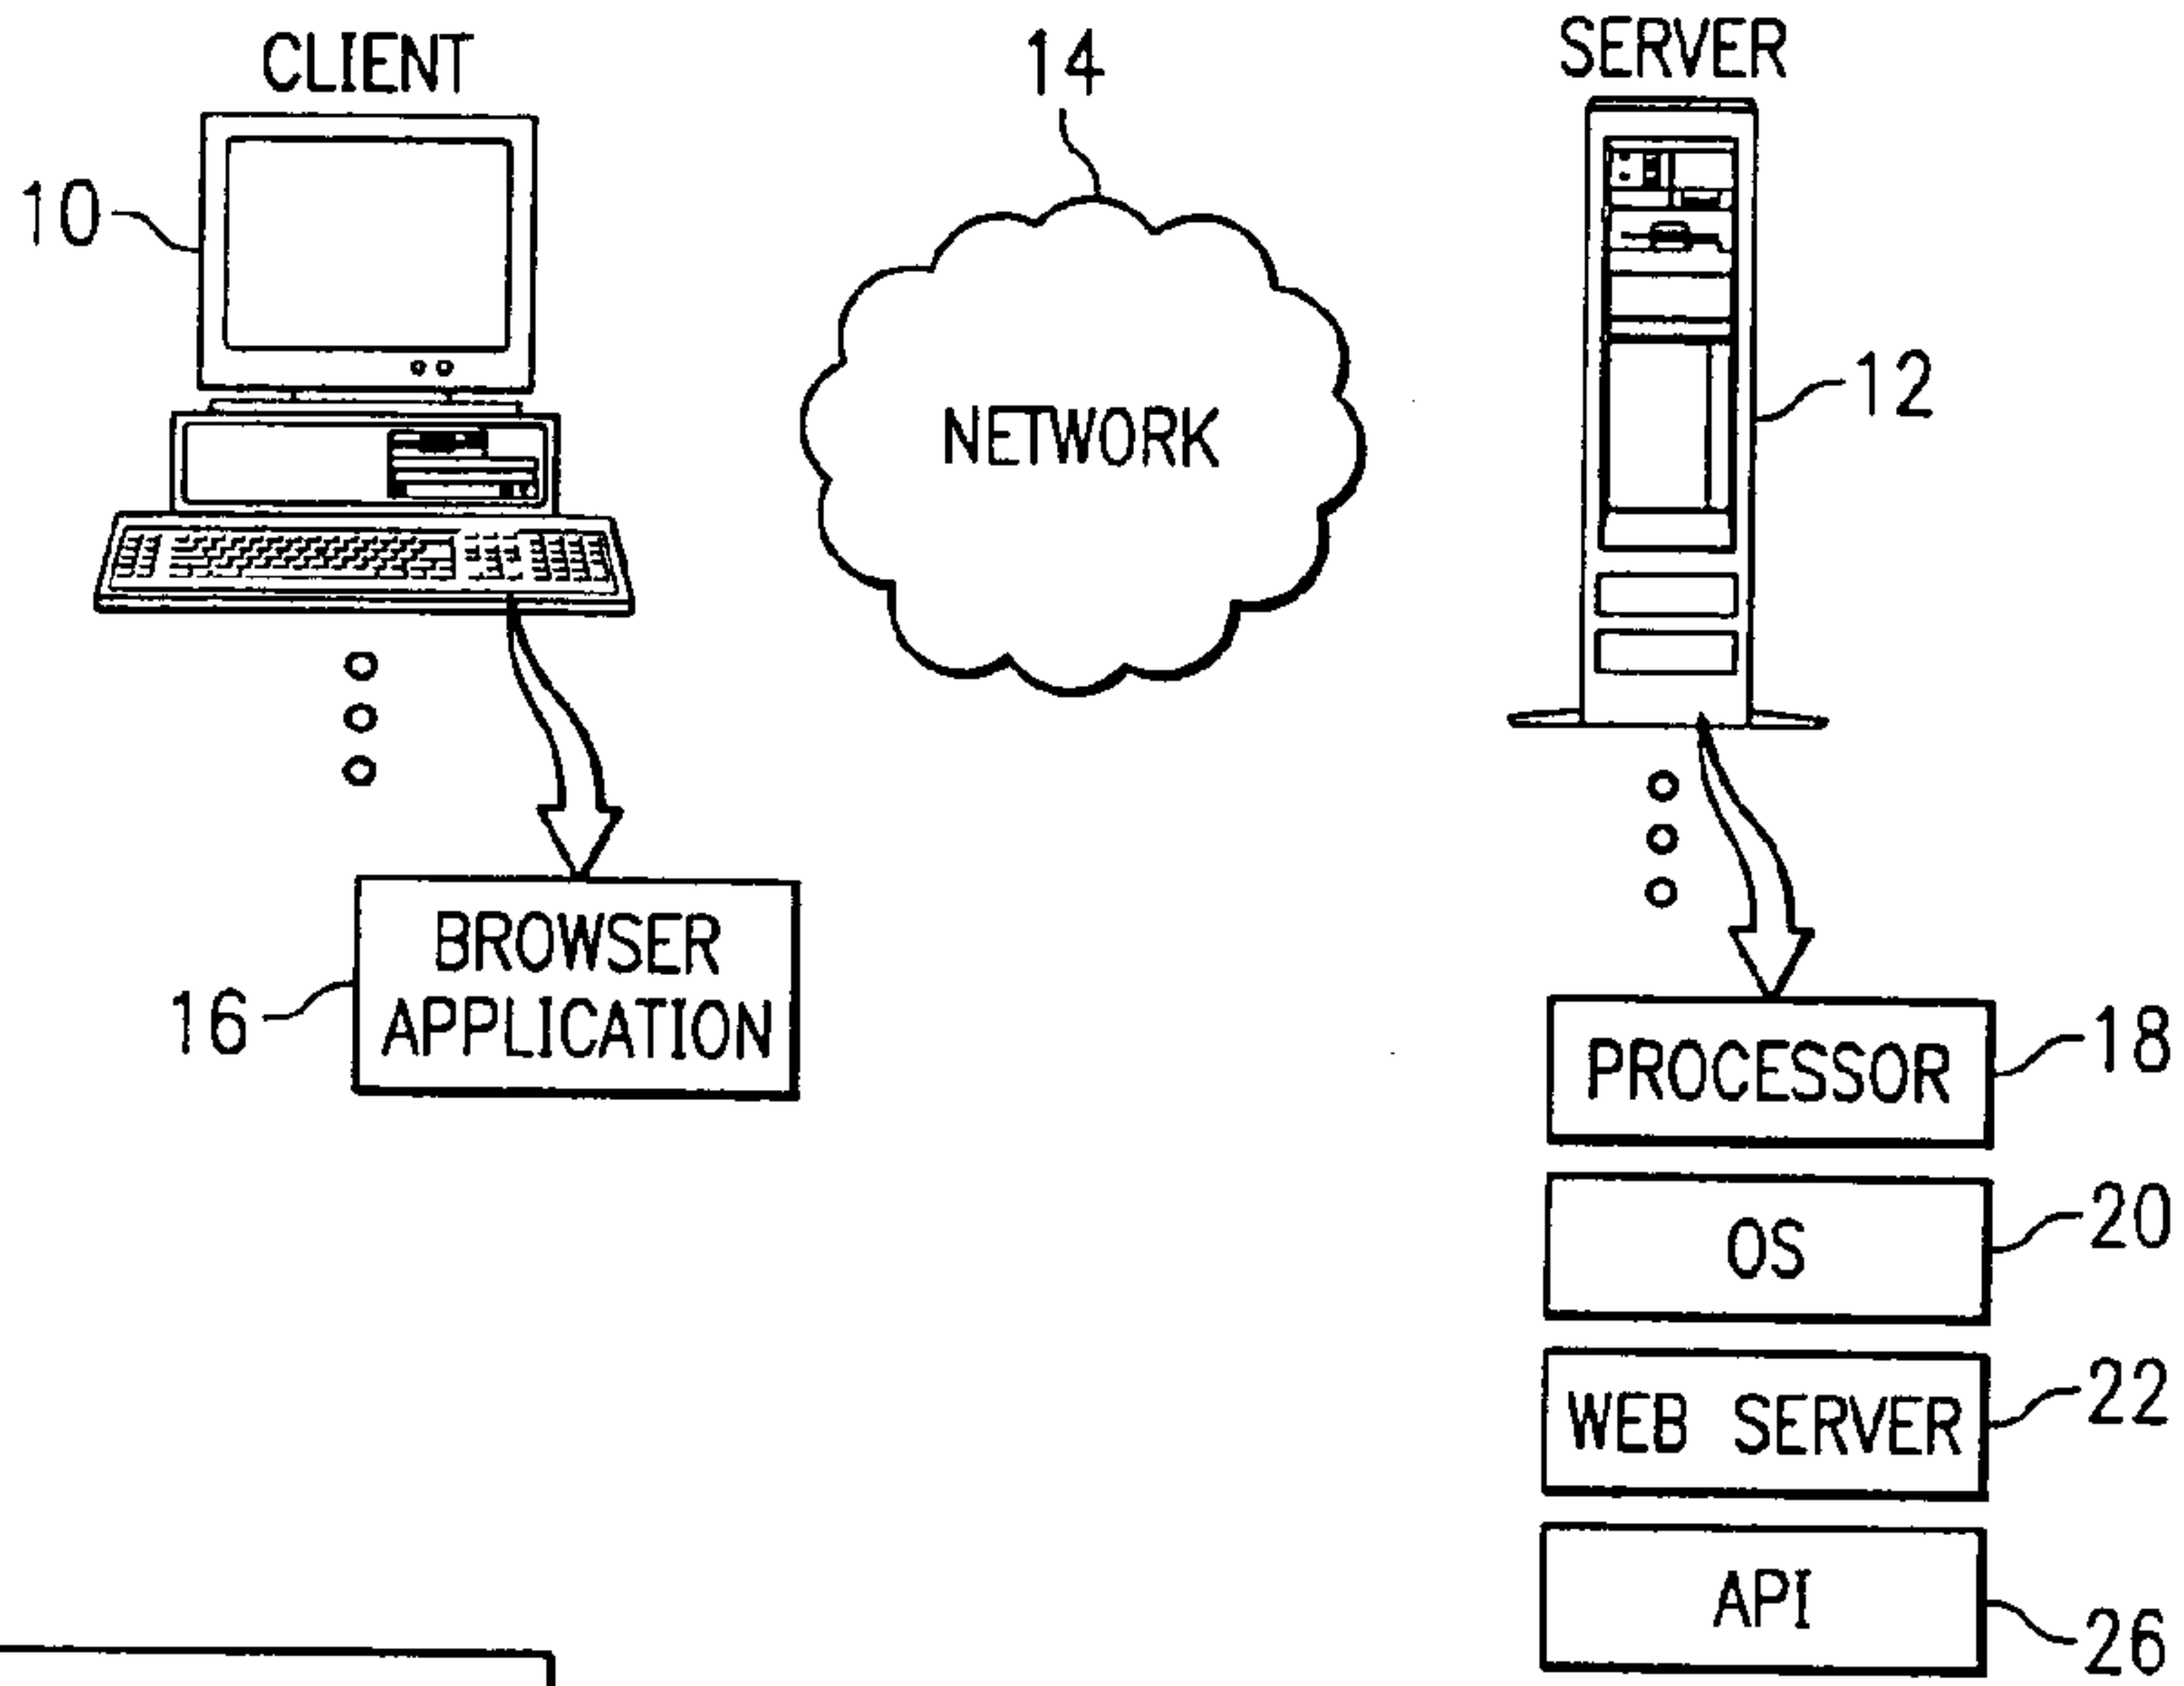 CLIENT
14
SERVER
10
12
NETWORK
BROWSER
APPLICATION
16
PROCESSOR
18
OS
20
WEB SERVER
22
API
26